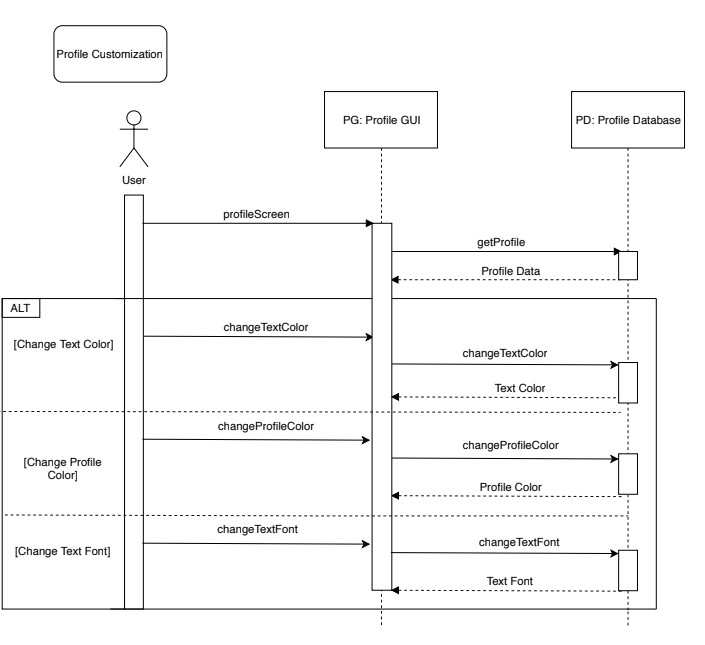 Profile Customization
PG: Profile GUI
PD: Profile Database
User
profileScreen
getProfile
Profile Data
ALT
changeTextColor
[Change Text Color]
changeTextColor
Text Color
changeProfileColor
changeProfileColor
[Change Profile
Color]
Profile Color
changeTextFont
changeTextFont
[Change Text Font]
Text Font